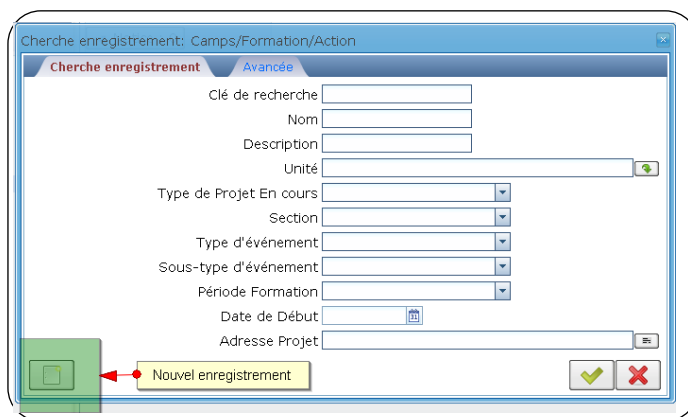 Cherche enregistrement: Camps/Formation/Action
Cherche enregistrement Avancée
Clé de recherche
Nom
Description
Unité
Type de Projet En cours
Section
Type d'événement
Sous-type d'événement
Période Formation
Date de Début 31
Adresse Projet
Nouvel enregistrement